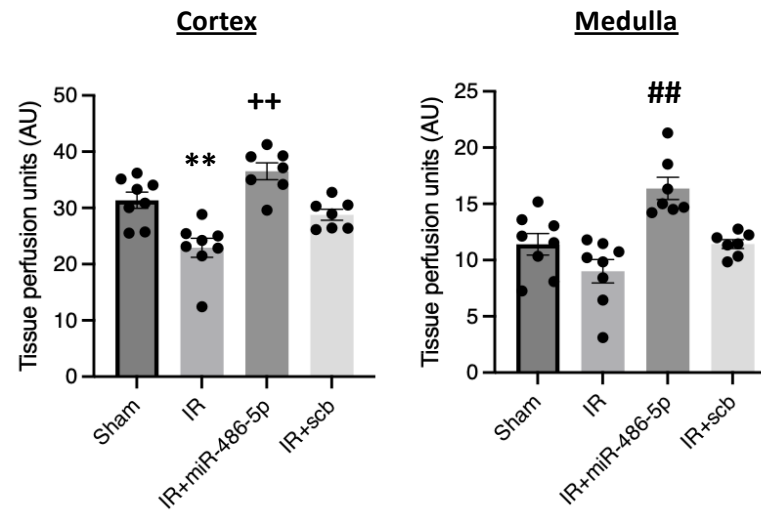 Cortex
Medulla
Tissue perfusion units (AU)
50
40
30
20
10
0
**
++
Sham
IR
IR+miR-486-5p
IR+scb
Tissue perfusion units (AU)
25
20
15
10
5
0
##
Sham
IR
IR+miR-486-5p
IR+scb